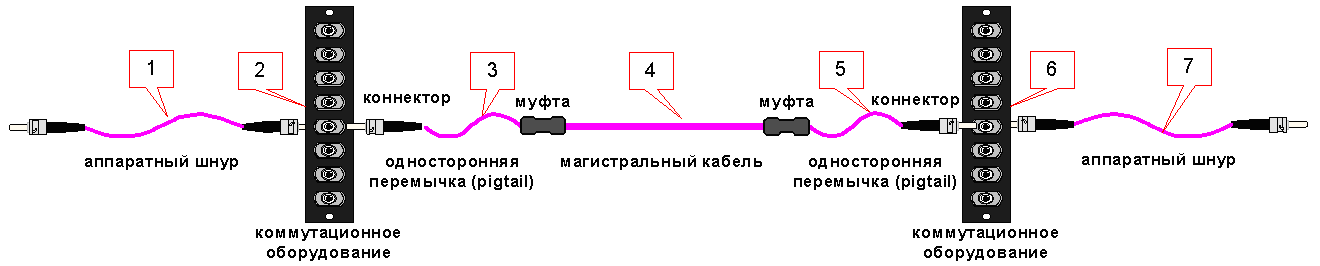 1
2
3
4
5
6
7
коннектор
муфта
муфта
коннектор
аппаратный шнур
односторонняя
перемычка (pigtail)
магистральный кабель
односторонняя
перемычка (pigtail)
аппаратный шнур
коммутационное
оборудование
коммутационное
оборудование